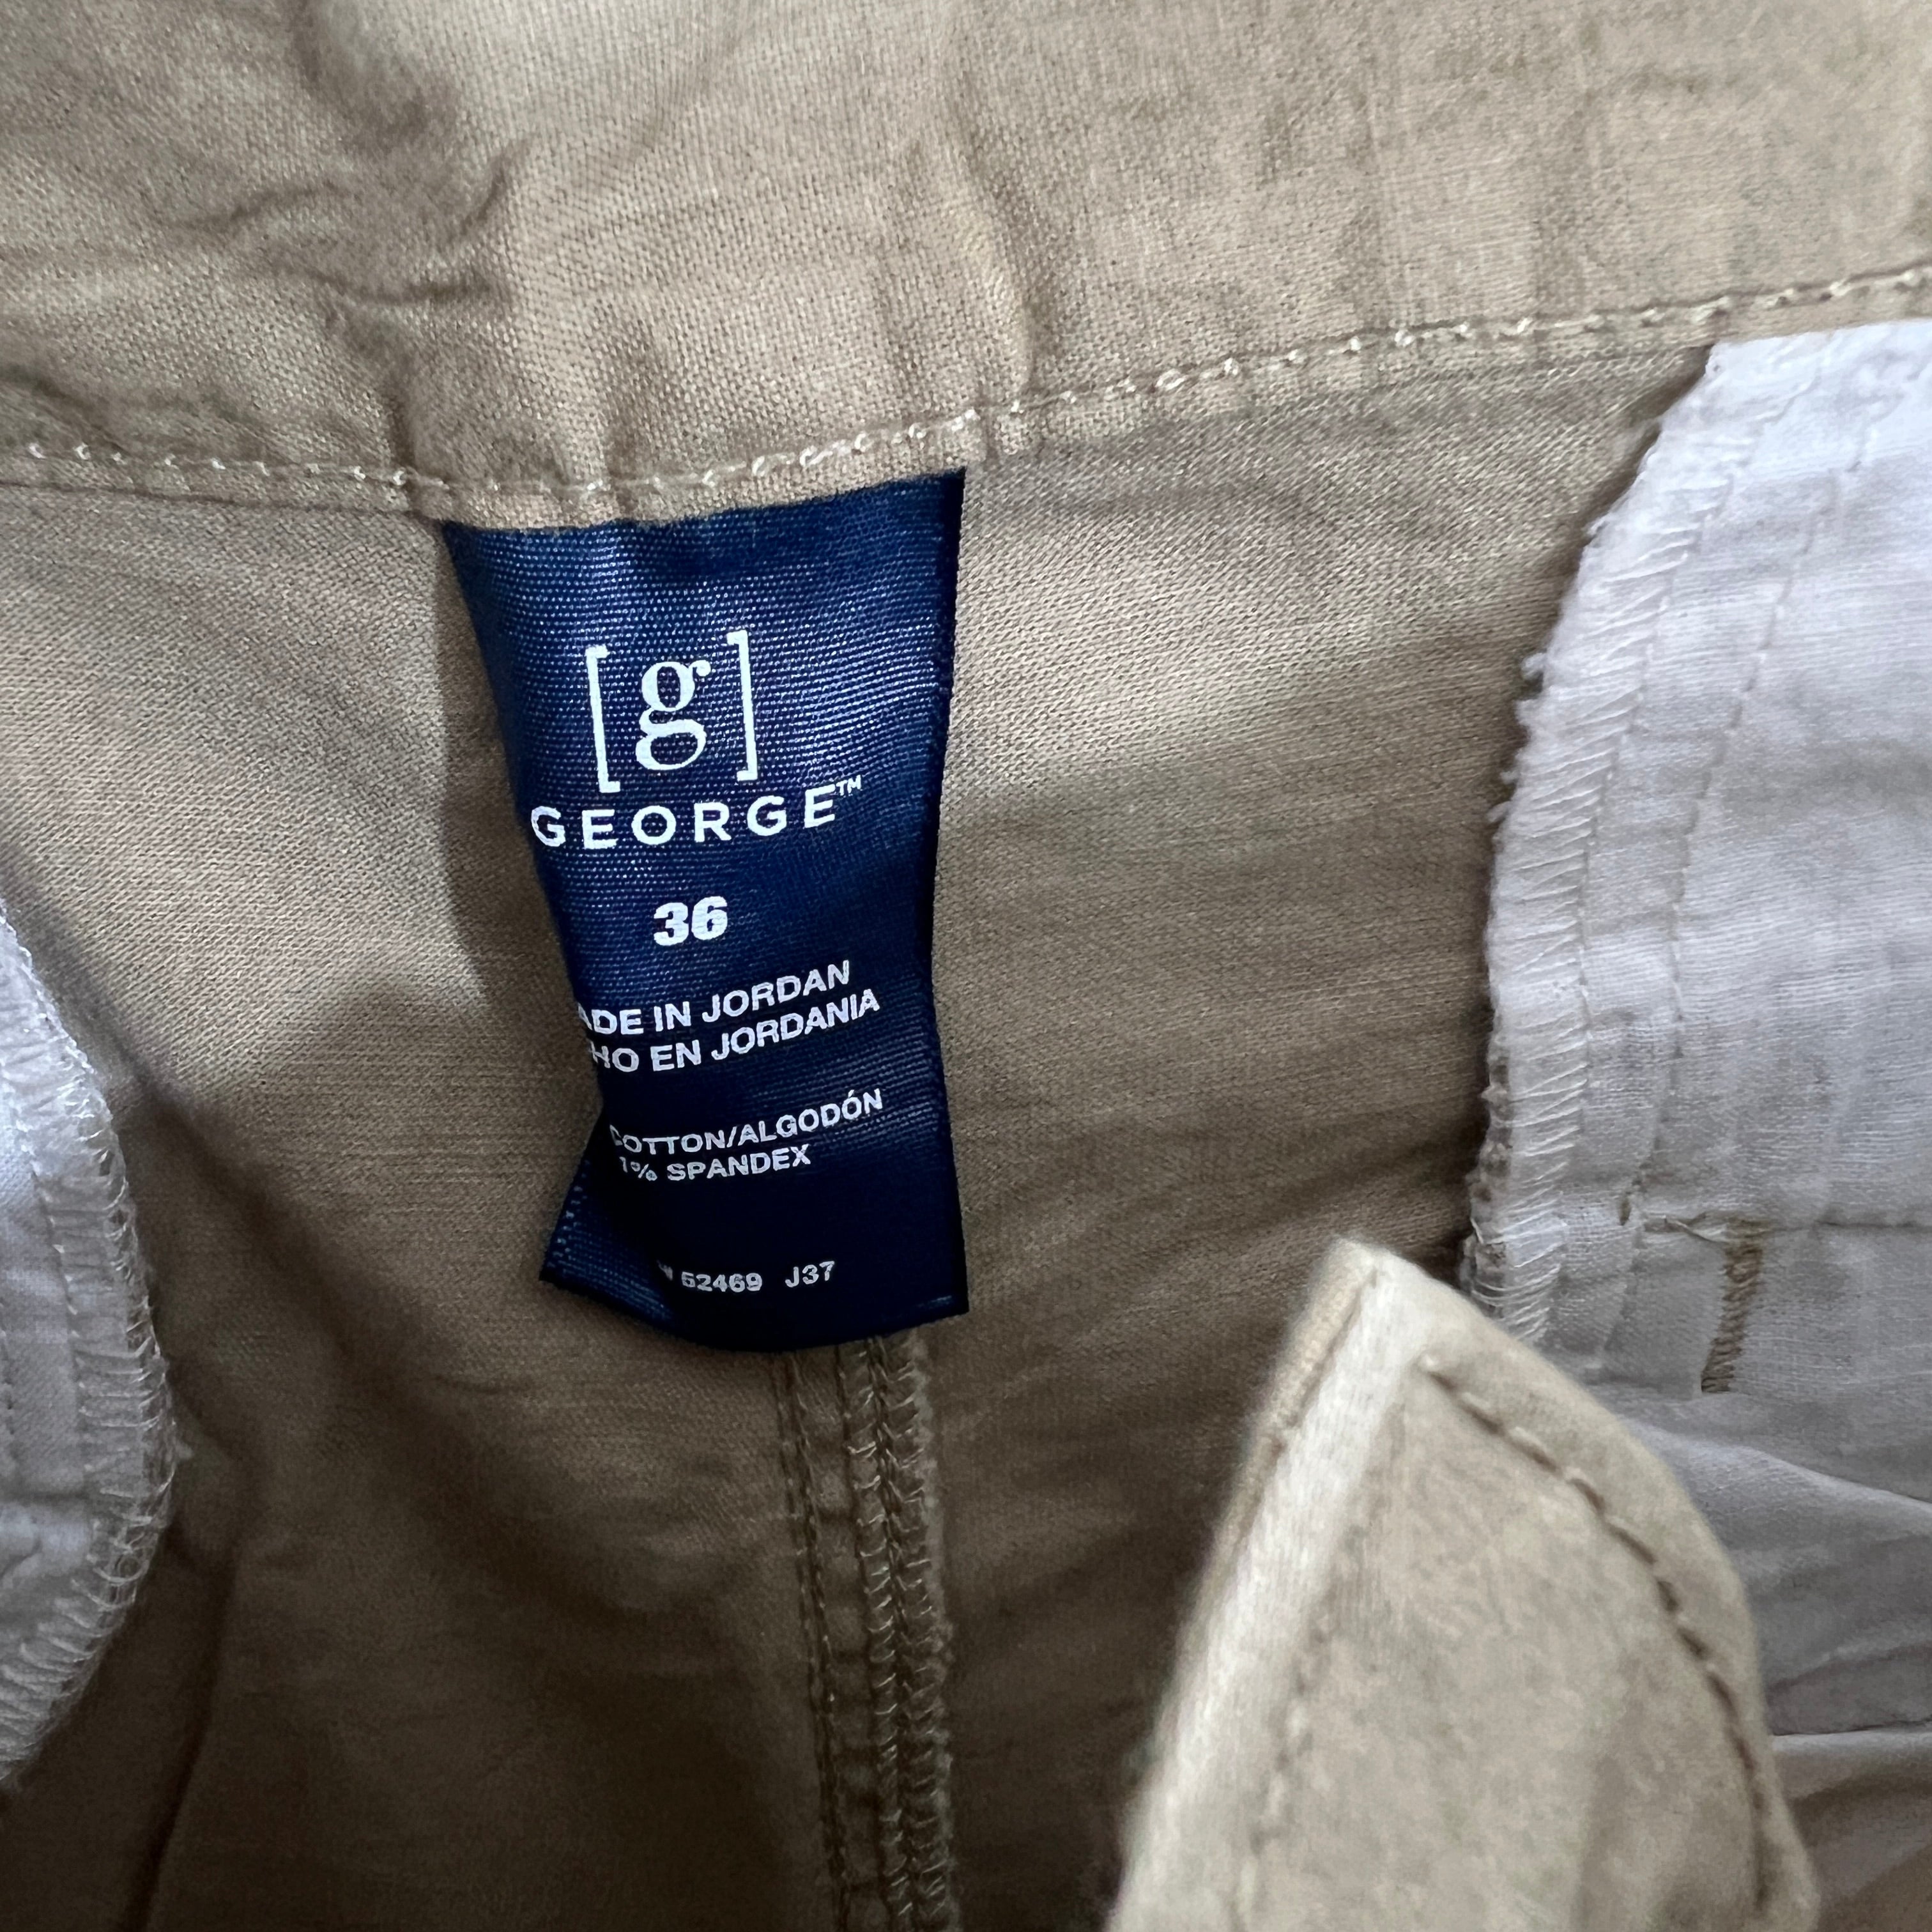 [g]
GEORGE™
36
ADE IN JORDAN
HO EN JORDANIA
COTTON/ALGODÓN
1% SPANDEX
52469 J37